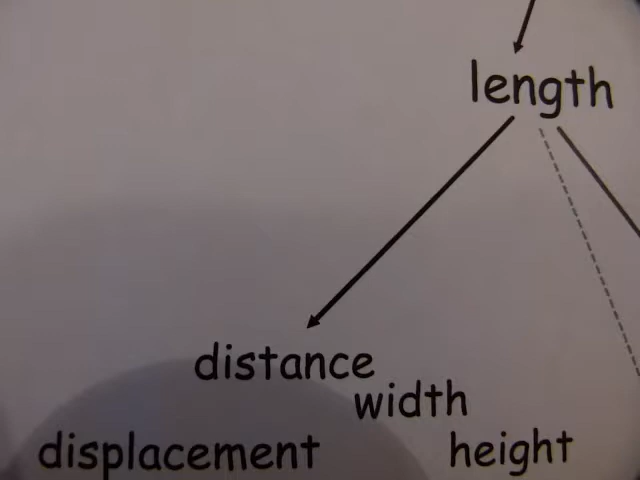 length
distance
width
displacement
height